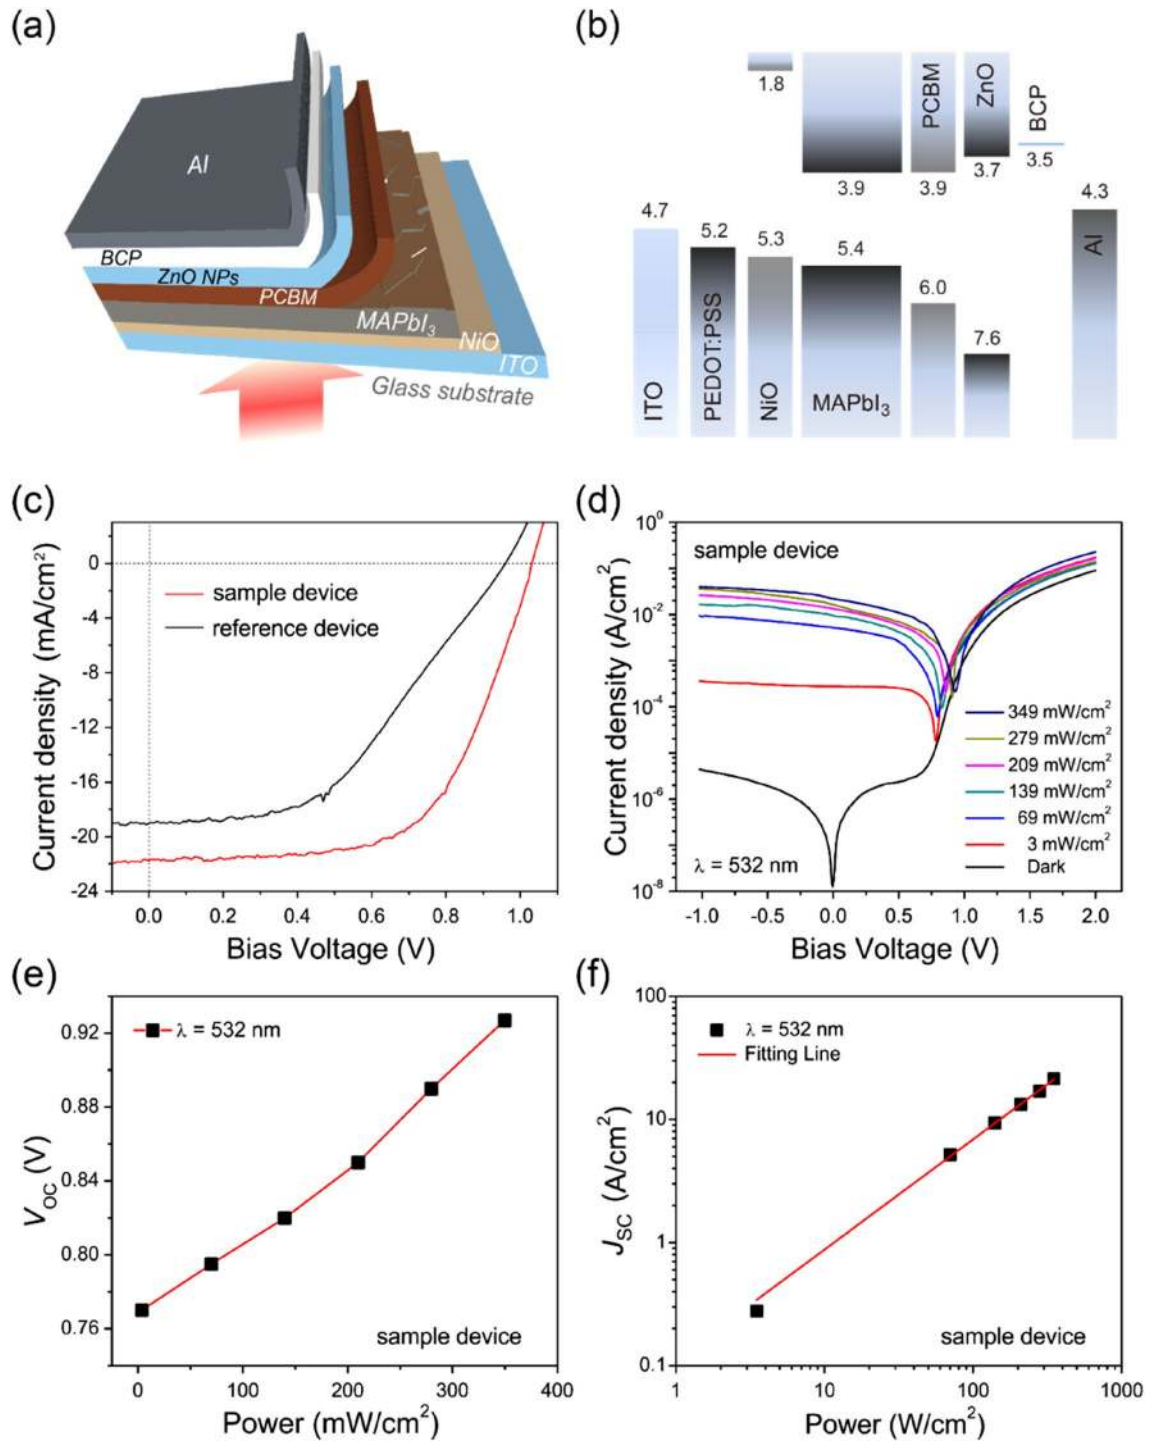 (a)
Al
BCP
ZnO NPs
PCBM
MAPbI₃
NiO
ITO
Glass substrate
(b)
1.8
3.9
PCBM
3.9
ZnO
3.7
BCP
3.5
4.7
ITO
5.2
PEDOT:PSS
5.3
NiO
5.4
MAPbI₃
6.0
7.6
4.3
Al
(c)
Current density (mA/cm²)
0
-4
-8
-12
-16
-20
-24
sample device
reference device
0.0 0.2 0.4 0.6 0.8 1.0
Bias Voltage (V)
(d)
Current density (A/cm²)
10⁰
10⁻²
10⁻⁴
10⁻⁶
10⁻⁸
sample device
349 mW/cm²
279 mW/cm²
209 mW/cm²
139 mW/cm²
69 mW/cm²
3 mW/cm²
Dark
λ = 532 nm
-1.0 -0.5 0.0 0.5 1.0 1.5 2.0
Bias Voltage (V)
(e)
V_OC (V)
0.92
0.88
0.84
0.80
0.76
λ = 532 nm
sample device
0 100 200 300 400
Power (mW/cm²)
(f)
J_SC (A/cm²)
100
10
1
0.1
λ = 532 nm
Fitting Line
sample device
1 10 100 1000
Power (W/cm²)